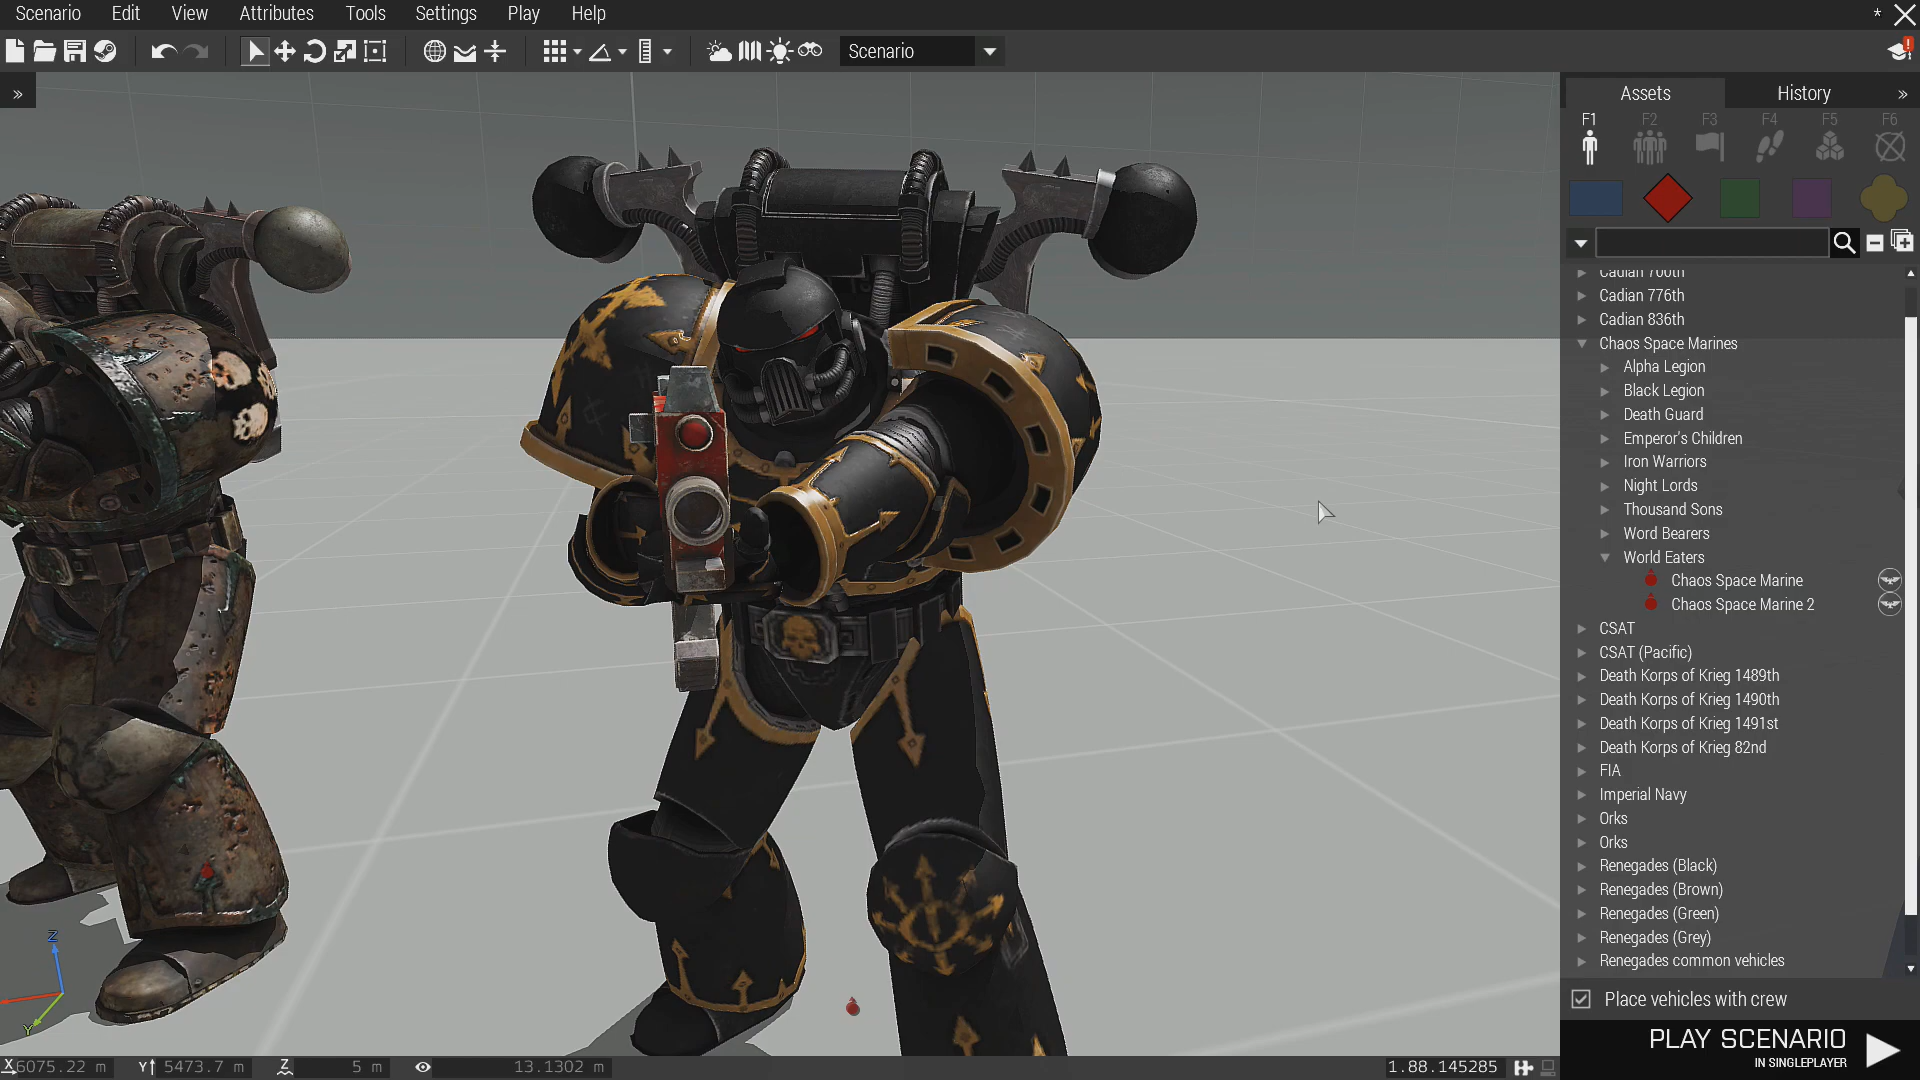 Scenario Edit View Attributes Tools Settings Play Help *
Scenario
»
Assets History »
F1 F2 F3 F4 F5 F6
Cadian 700th
Cadian 776th
Cadian 836th
Chaos Space Marines
Alpha Legion
Black Legion
Death Guard
Emperor's Children
Iron Warriors
Night Lords
Thousand Sons
Word Bearers
World Eaters
Chaos Space Marine
Chaos Space Marine 2
CSAT
CSAT (Pacific)
Death Korps of Krieg 1489th
Death Korps of Krieg 1490th
Death Korps of Krieg 1491st
Death Korps of Krieg 82nd
FIA
Imperial Navy
Orks
Orks
Renegades (Black)
Renegades (Brown)
Renegades (Green)
Renegades (Grey)
Renegades common vehicles
Place vehicles with crew
PLAY SCENARIO
IN SINGLEPLAYER
Z
Y
X 6075.22 m Y 5473.7 m Z 5 m 13.1302 m 1.88.145285